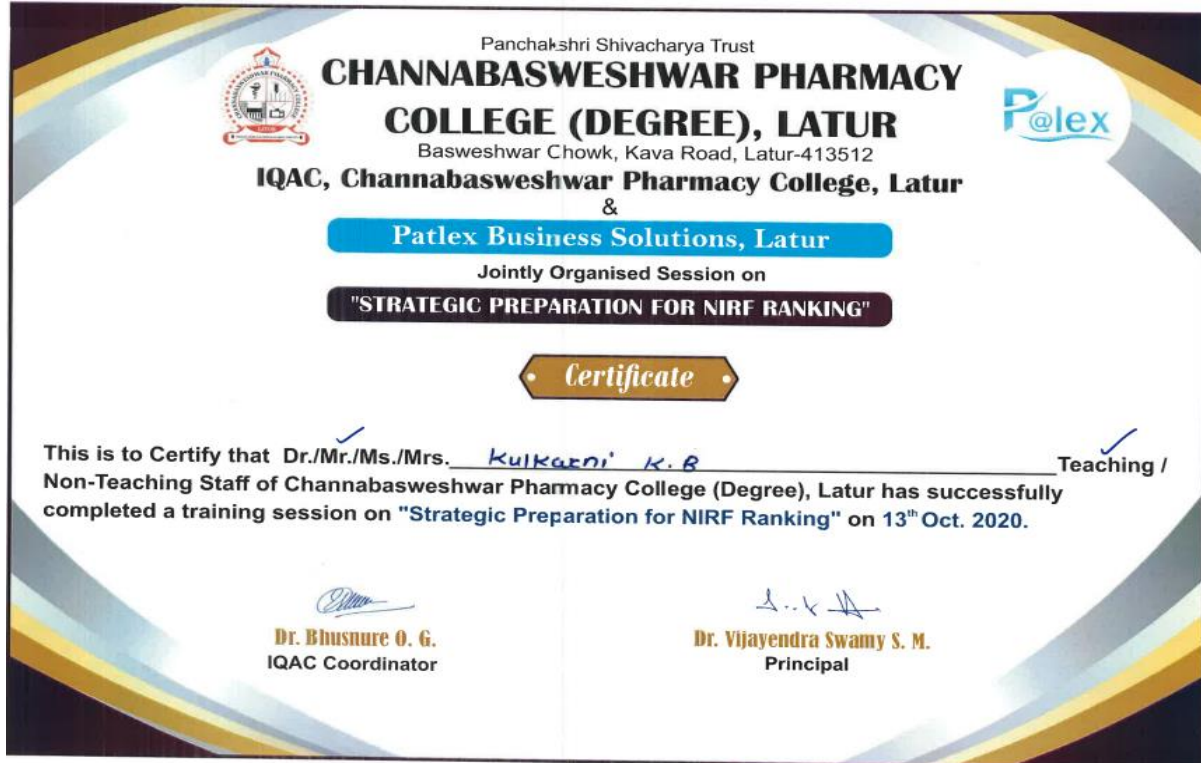 Panchakshri Shivacharya Trust
CHANNABASWESHWAR PHARMACY
COLLEGE (DEGREE), LATUR
Basweshwar Chowk, Kava Road, Latur-413512
IQAC, Channabasweshwar Pharmacy College, Latur
&
Patlex Business Solutions, Latur
Jointly Organised Session on
"STRATEGIC PREPARATION FOR NIRF RANKING"
P@lex
LATUR
Certificate
This is to Certify that Dr./Mr./Ms./Mrs. Kulkarni K. B Teaching /
Non-Teaching Staff of Channabasweshwar Pharmacy College (Degree), Latur has successfully
completed a training session on "Strategic Preparation for NIRF Ranking" on 13th Oct. 2020.
Dr. Bhusnure O. G.
IQAC Coordinator
Dr. Vijayendra Swamy S. M.
Principal